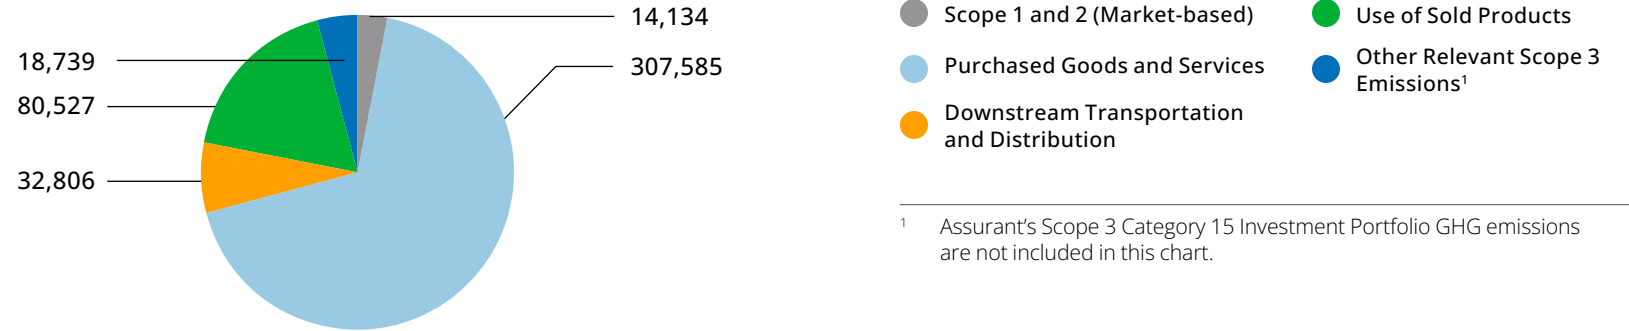 14,134
307,585
18,739
80,527
32,806
Scope 1 and 2 (Market-based)
Purchased Goods and Services
Downstream Transportation
and Distribution
Use of Sold Products
Other Relevant Scope 3
Emissions¹
¹ Assurant’s Scope 3 Category 15 Investment Portfolio GHG emissions
are not included in this chart.